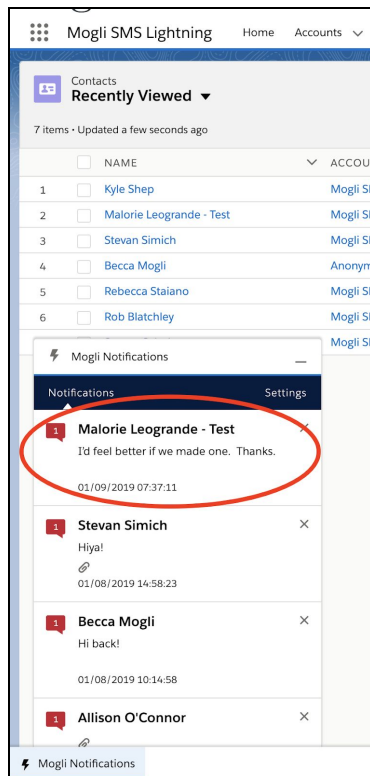 Mogli SMS Lightning Home Accounts
Contacts
Recently Viewed
7 items • Updated a few seconds ago
NAME ACCOU
1 Kyle Shep Mogli S
2 Malorie Leogrande - Test Mogli S
3 Stevan Simich Mogli S
4 Becca Mogli Anonym
5 Rebecca Staiano Mogli S
6 Rob Blatchley Mogli S
Mogli S
Mogli Notifications
Notifications Settings
1 Malorie Leogrande - Test
I'd feel better if we made one. Thanks.
01/09/2019 07:37:11
1 Stevan Simich
Hiya!
01/08/2019 14:58:23
1 Becca Mogli
Hi back!
01/08/2019 10:14:58
1 Allison O'Connor
Mogli Notifications